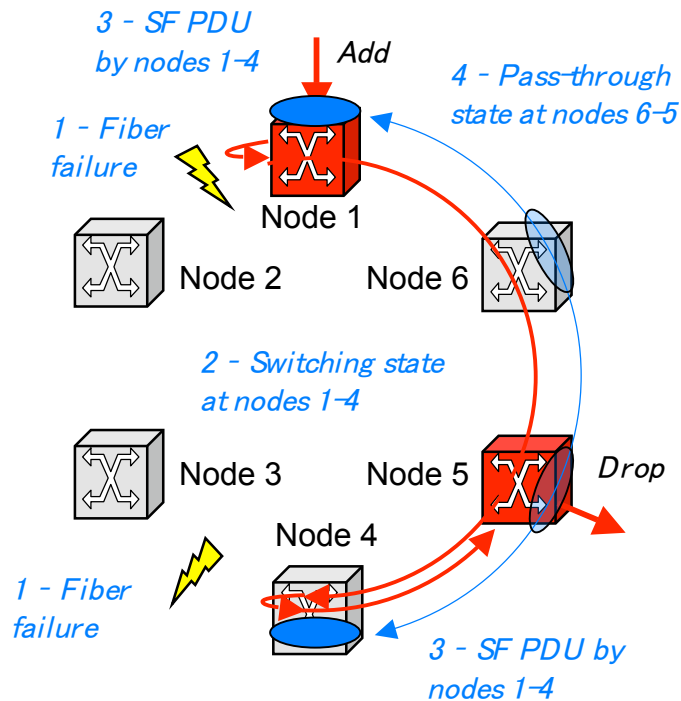 3 - SF PDU
by nodes 1-4
Add
4 - Pass-through
state at nodes 6-5
1 - Fiber
failure
Node 1
Node 2
Node 6
2 - Switching state
at nodes 1-4
Node 3
Node 5
Drop
Node 4
1 - Fiber
failure
3 - SF PDU by
nodes 1-4